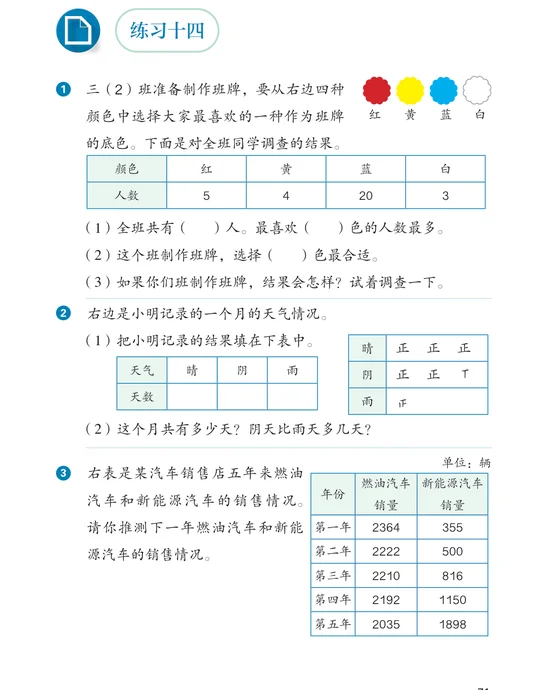 练习十四
1 三（2）班准备制作班牌，要从右边四种
颜色中选择大家最喜欢的一种作为班牌
的底色。下面是对全班同学调查的结果。
红 黄 蓝 白
颜色 红 黄 蓝 白
人数 5 4 20 3
（1）全班共有（ ）人。最喜欢（ ）色的人数最多。
（2）这个班制作班牌，选择（ ）色最合适。
（3）如果你们班制作班牌，结果会怎样？试着调查一下。
2 右边是小明记录的一个月的天气情况。
（1）把小明记录的结果填在下表中。
天气 晴 阴 雨
天数
晴 正 正 正
阴 正 正 丅
雨 正
（2）这个月共有多少天？阴天比雨天多几天？
3 右表是某汽车销售店五年来燃油
汽车和新能源汽车的销售情况。
请你推测下一年燃油汽车和新能
源汽车的销售情况。
单位：辆
年份 燃油汽车销量 新能源汽车销量
第一年 2364 355
第二年 2222 500
第三年 2210 816
第四年 2192 1150
第五年 2035 1898